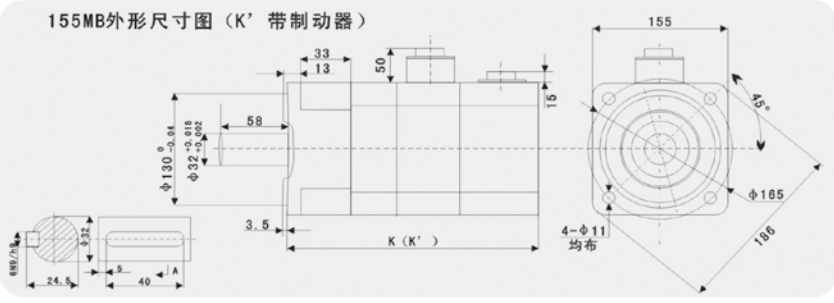 155MB外形尺寸图（K’带制动器）
33
13
50
15
155
45°
58
Φ130 0 -0.04
Φ32 +0.018 +0.002
3.5
K(K’)
4-Φ11
均布
Φ165
186
6N9/h9
Φ32
24.5
5
A
40